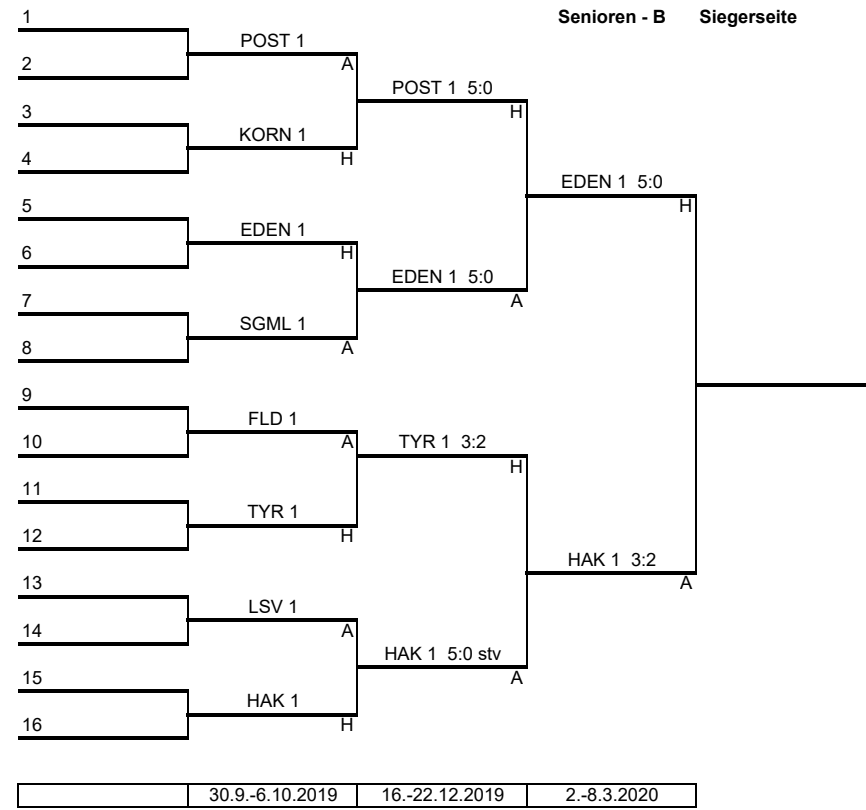 Senioren - B Siegerseite
1
POST 1
2 A
POST 1 5:0
3 H
KORN 1
4 H
EDEN 1 5:0
5 H
EDEN 1
6 H
EDEN 1 5:0
7 A
SGML 1
8 A
9
FLD 1
10 A TYR 1 3:2
H
11
TYR 1
12 H
HAK 1 3:2
13 A
LSV 1
14 A
HAK 1 5:0 stv
15 A
HAK 1
16 H
30.9.-6.10.2019 16.-22.12.2019 2.-8.3.2020